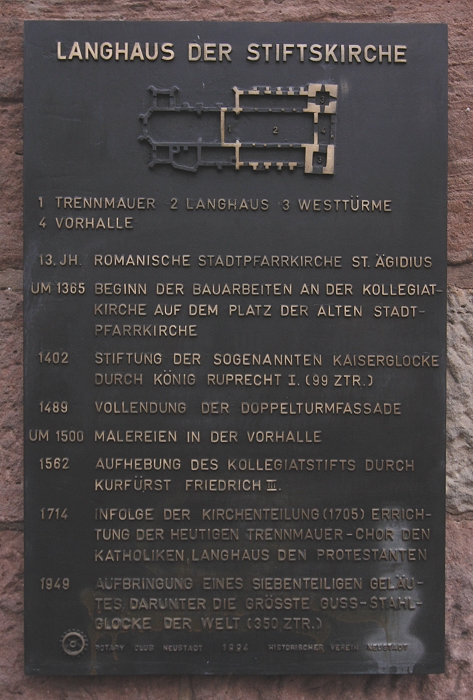 LANGHAUS DER STIFTSKIRCHE
2
1 TRENNMAUER 2 LANGHAUS 3 WESTTÜRME
4 VORHALLE
13. JH. ROMANISCHE STADTPFARRKIRCHE ST. ÄGIDIUS
UM 1365 BEGINN DER BAUARBEITEN AN DER KOLLEGIAT-
KIRCHE AUF DEM PLATZ DER ALTEN STADT-
PFARRKIRCHE
1402 STIFTUNG DER SOGENANNTEN KAISERGLOCKE
DURCH KÖNIG RUPRECHT I. (99 ZTR.)
1489 VOLLENDUNG DER DOPPELTURMFASSADE
UM 1500 MALEREIEN IN DER VORHALLE
1562 AUFHEBUNG DES KOLLEGIATSTIFTS DURCH
KURFÜRST FRIEDRICH III.
1714 INFOLGE DER KIRCHENTEILUNG (1705) ERRICH-
TUNG DER HEUTIGEN TRENNMAUER-CHOR DEN
KATHOLIKEN, LANGHAUS DEN PROTESTANTEN
1949 AUFBRINGUNG EINES SIEBENTEILIGEN GELÄU-
TES DARUNTER DIE GRÖSSTE GUSS-STAHL-
GLOCKE DER WELT (350 ZTR.)
ROTARY CLUB NEUSTADT 1994 HISTORISCHER VEREIN NEUSTADT